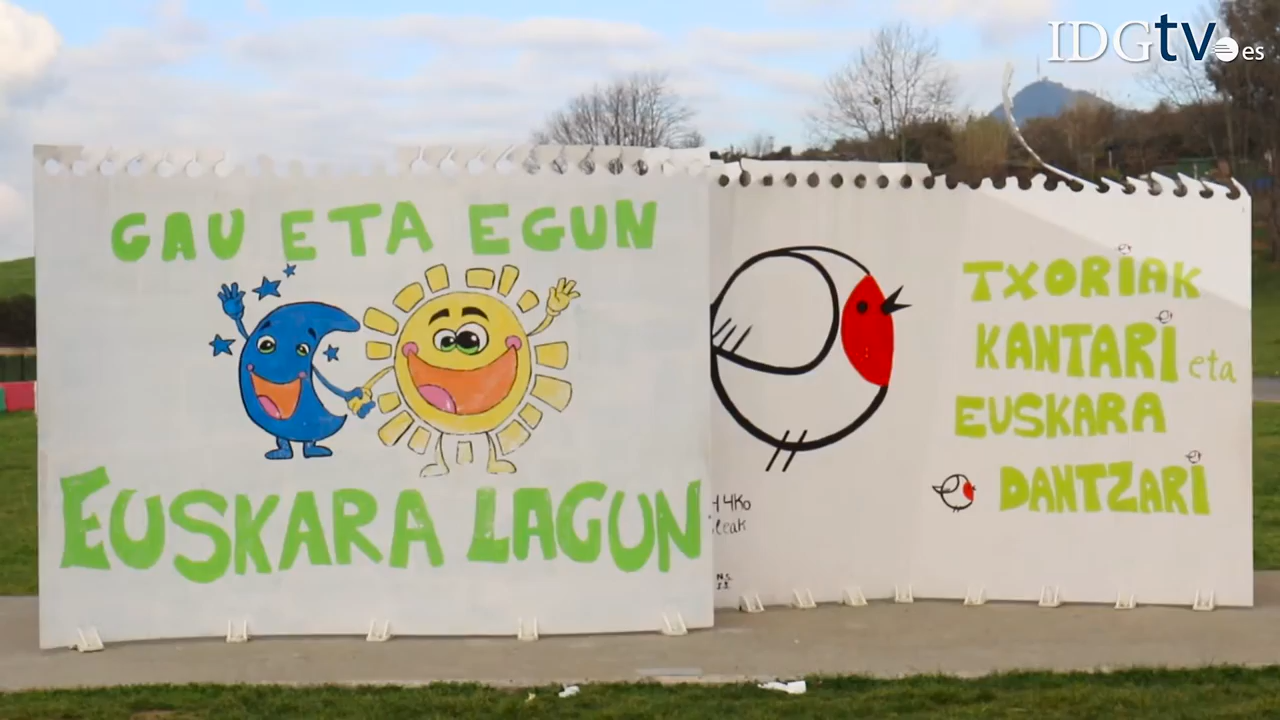 IDGtv.es
GAU ETA EGUN
EUSKARA LAGUN
TXORIAK
KANTARI eta
EUSKARA
DANTZARI